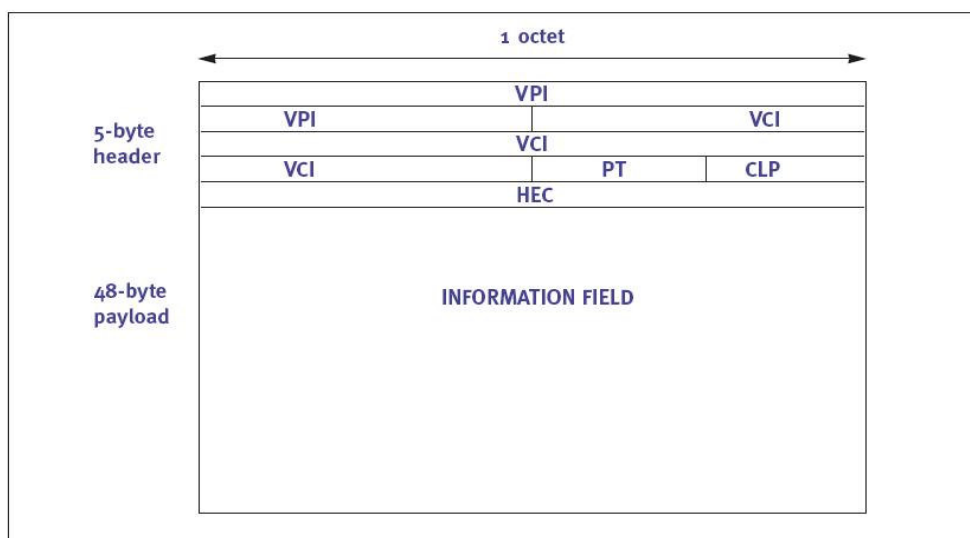 1 octet
VPI
VPI VCI
5-byte
header
VCI
VCI PT CLP
HEC
48-byte
payload
INFORMATION FIELD